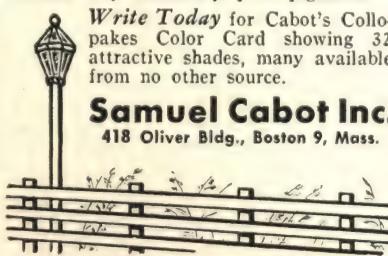 Write Today for Cabot's Collo-
pakes Color Card showing 32
attractive shades, many available
from no other source.
Samuel Cabot Inc.
418 Oliver Bldg., Boston 9, Mass.